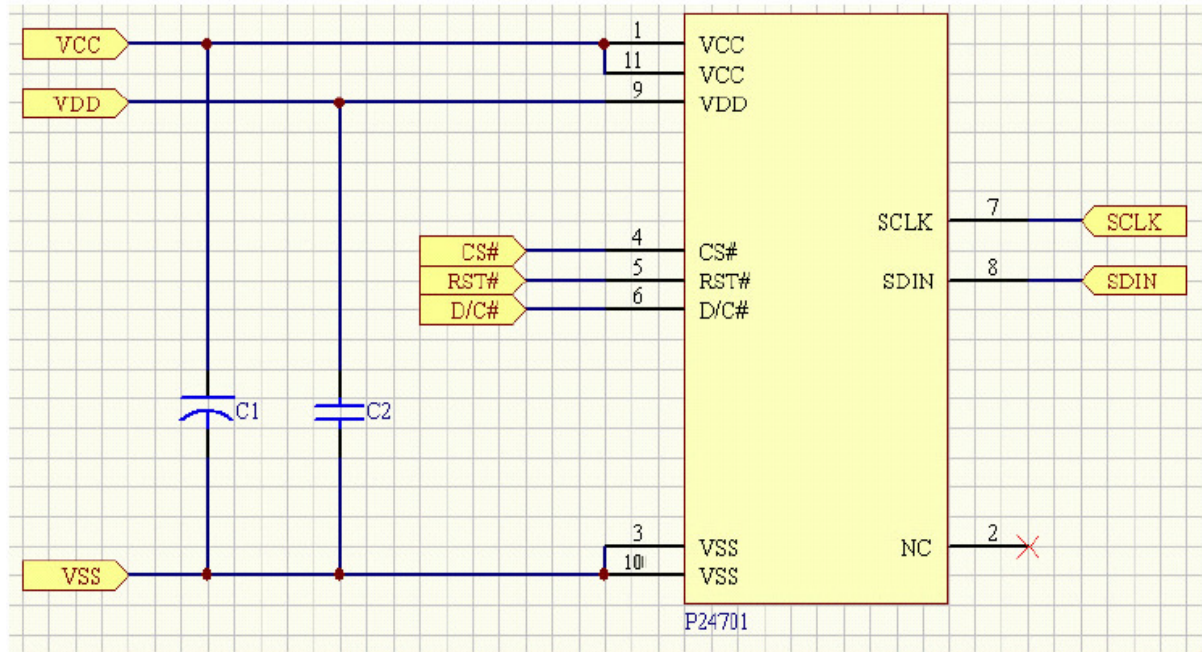 VCC 1 VCC
11 VCC
VDD 9 VDD
SCLK 7 SCLK
CS# 4 CS#
RST# 5 RST# SDIN 8 SDIN
D/C# 6 D/C#
C1 C2
3 VSS NC 2
VSS 10 VSS
P24701